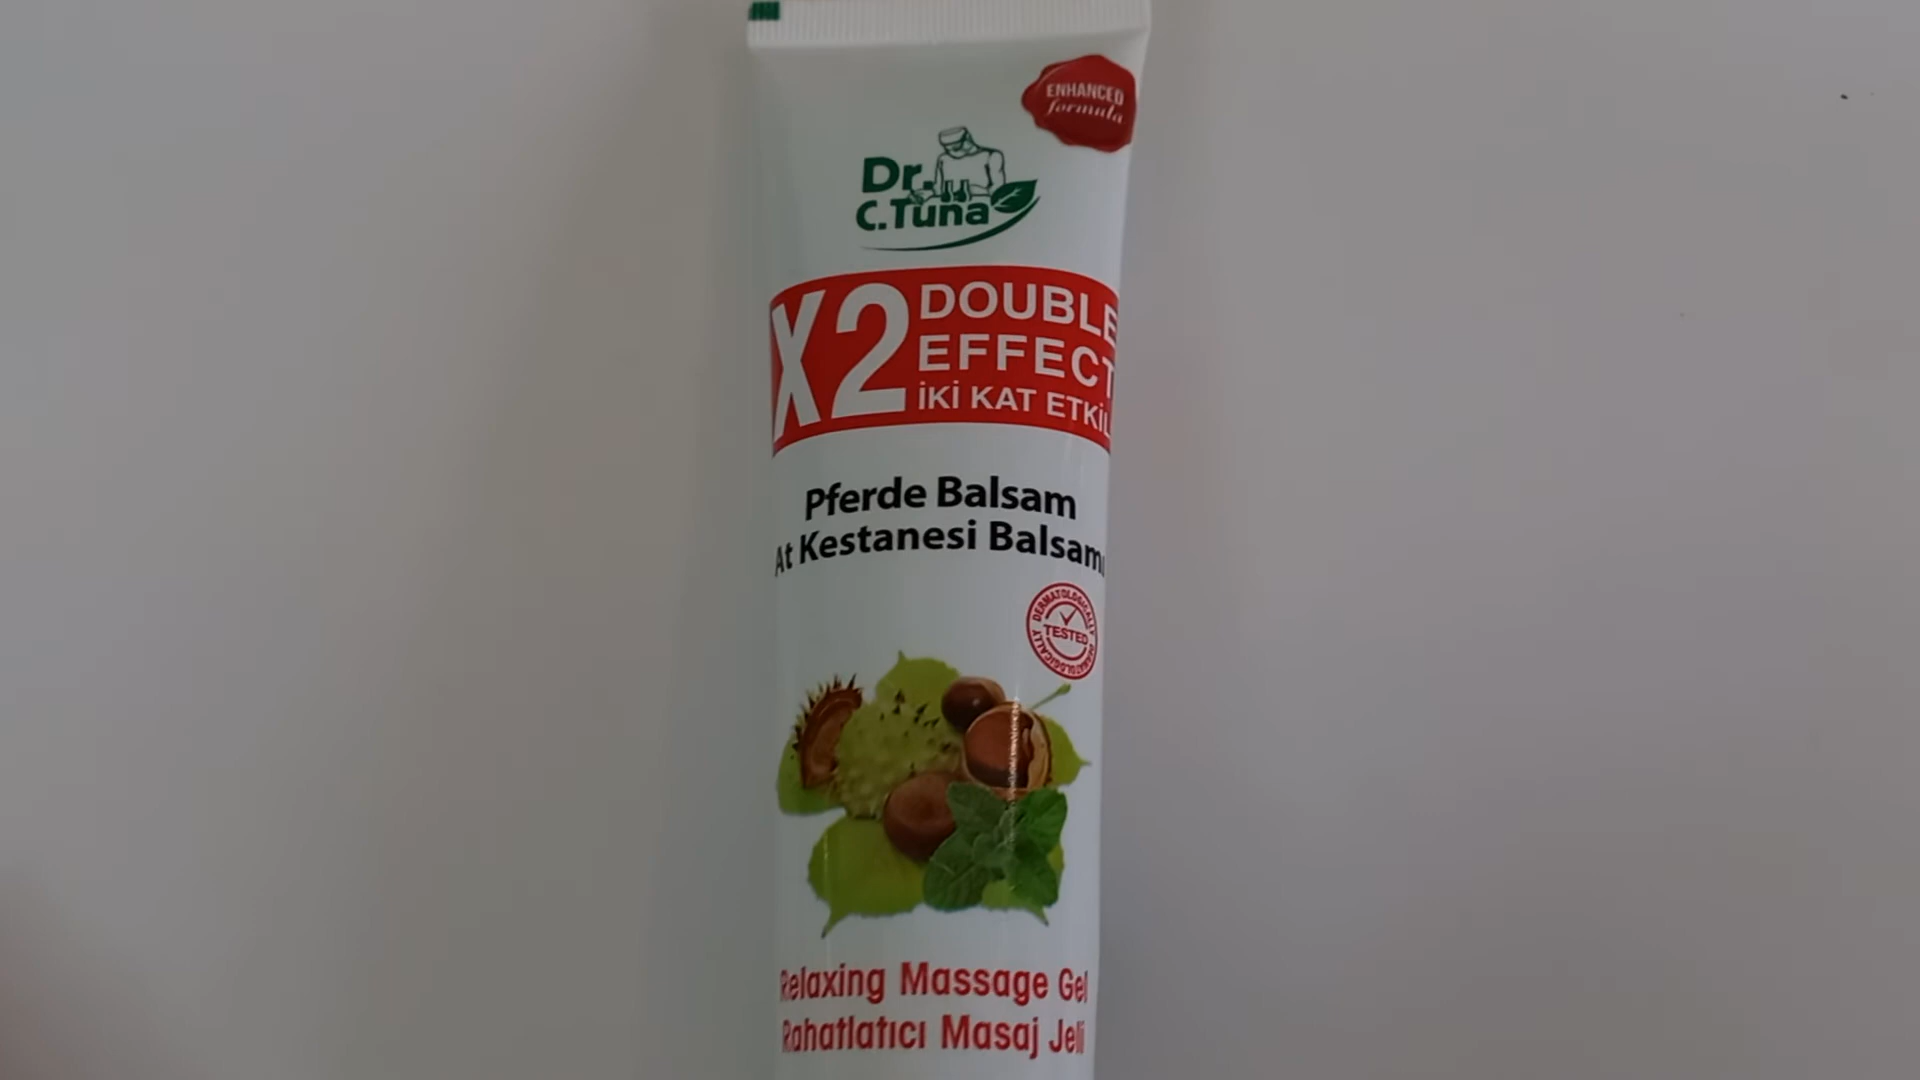 ENHANCED
formula
Dr.
C.Tuna
X2 DOUBLE
EFFECT
İKİ KAT ETKİL
Pferde Balsam
At Kestanesi Balsamı
DERMATOLOGICALLY
TESTED
DERMATOLOGICALLY
Relaxing Massage Gel
Rahatlatıcı Masaj Jeli